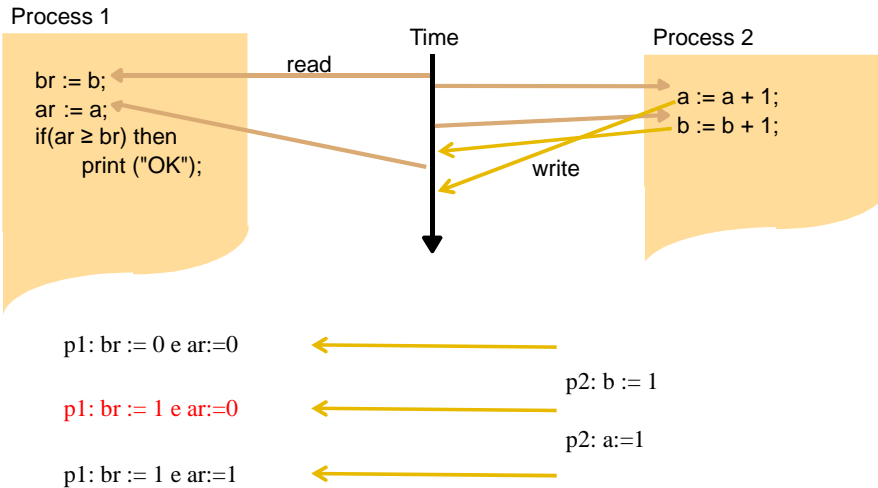 Process 1
Time
Process 2
read
br := b;
ar := a;
if(ar ≥ br) then
print ("OK");
a := a + 1;
b := b + 1;
write
p1: br := 0 e ar:=0
p2: b := 1
p1: br := 1 e ar:=0
p2: a:=1
p1: br := 1 e ar:=1